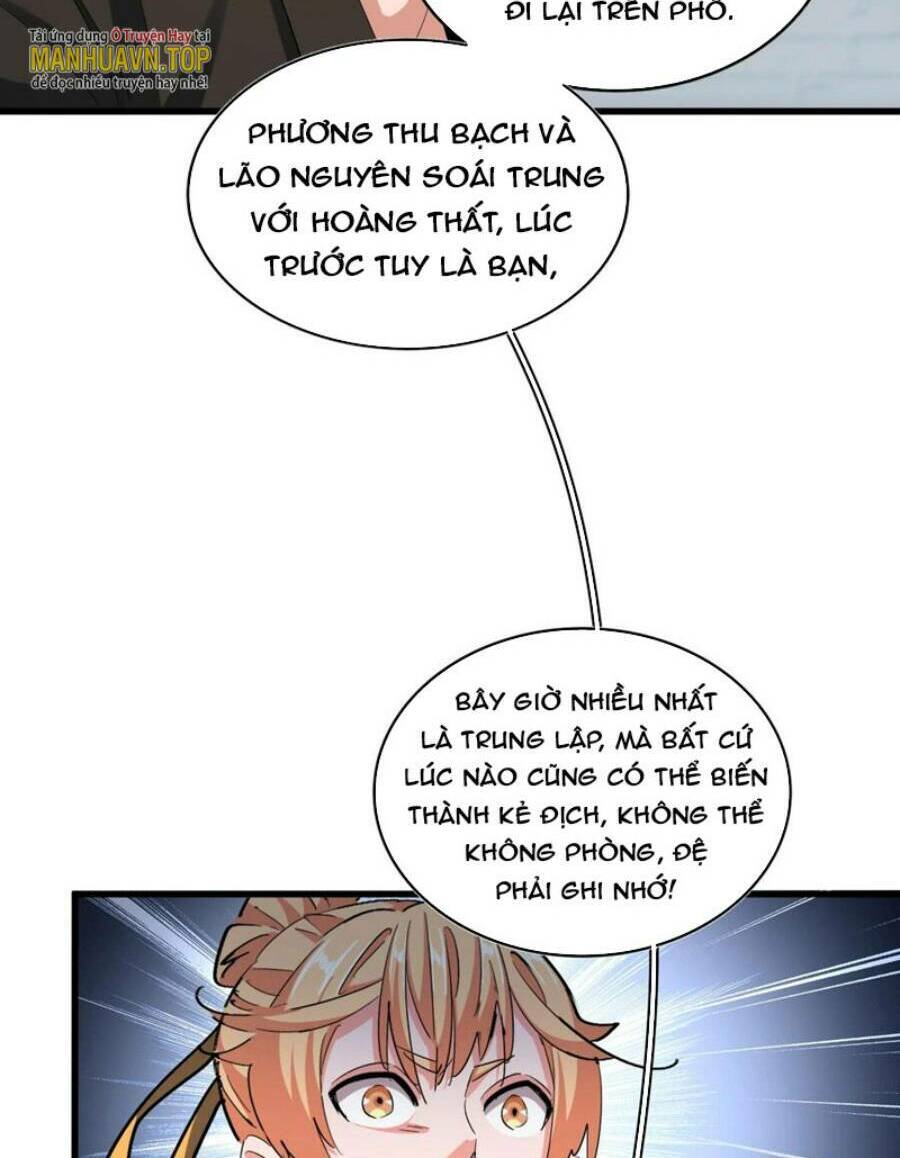 Tải ứng dụng Ổ Truyện Hay tại
MANHUAVN.TOP
để đọc nhiều truyện hay nhé!
ĐI LẠI TRÊN PHỐ.
PHƯƠNG THU BẠCH VÀ
LÃO NGUYÊN SOÁI TRUNG
VỚI HOÀNG THẤT, LÚC
TRƯỚC TUY LÀ BẠN,
BÂY GIỜ NHIỀU NHẤT
LÀ TRUNG LẬP, MÀ BẤT CỨ
LÚC NÀO CŨNG CÓ THỂ BIẾN
THÀNH KẺ ĐỊCH, KHÔNG THỂ
KHÔNG PHÒNG, ĐỆ
PHẢI GHI NHỚ!